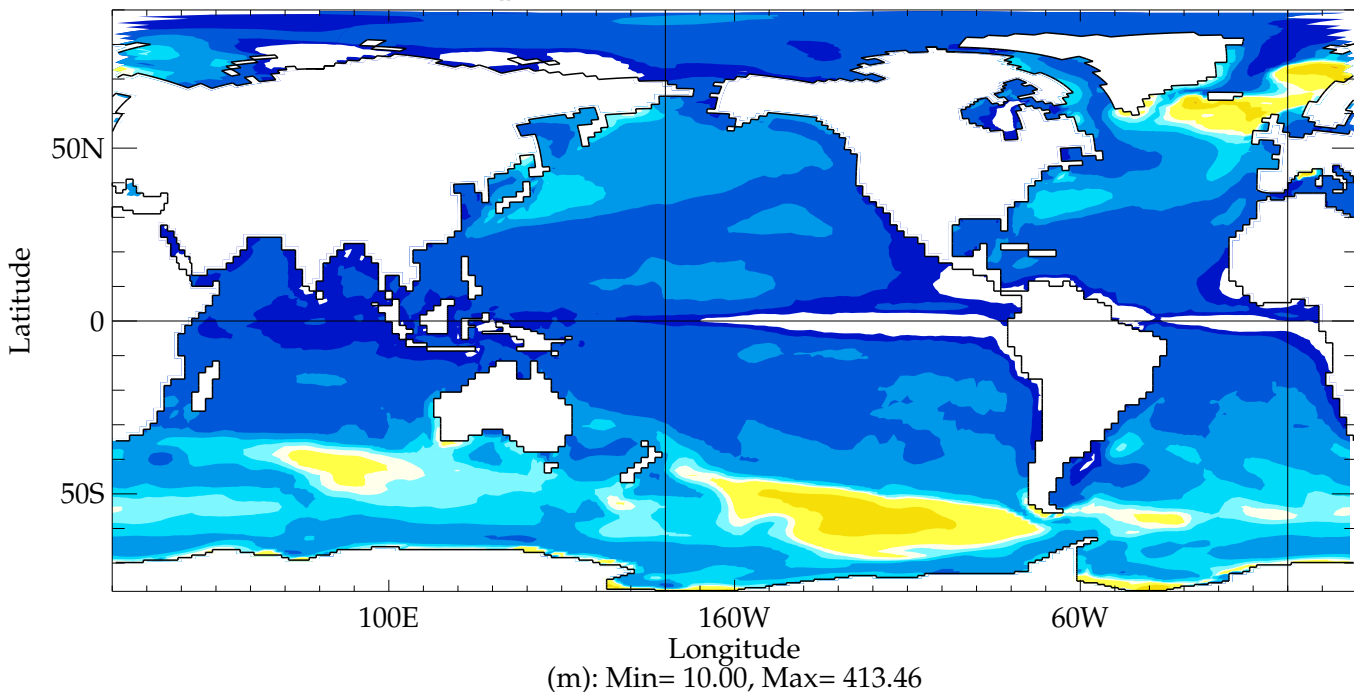 50N
0
50S
Latitude
100E 160W 60W
Longitude
(m): Min= 10.00, Max= 413.46